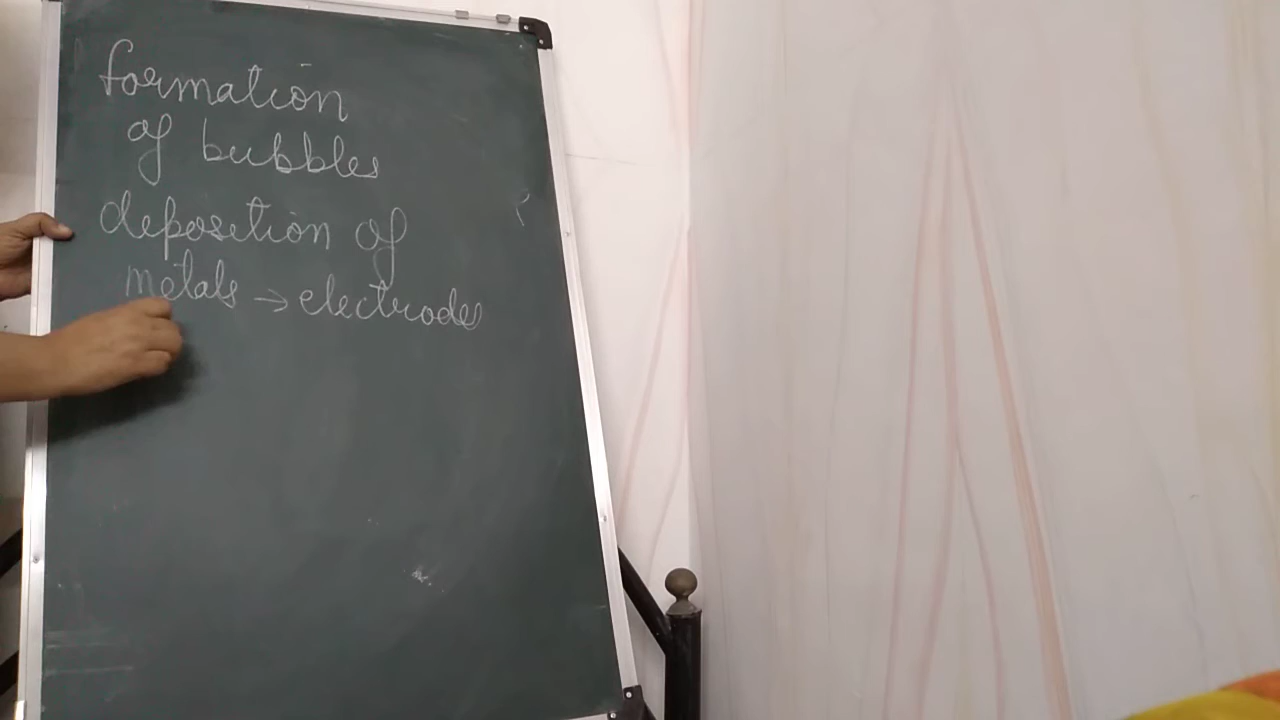 formation
of bubbles
deposition of
metals → electrodes